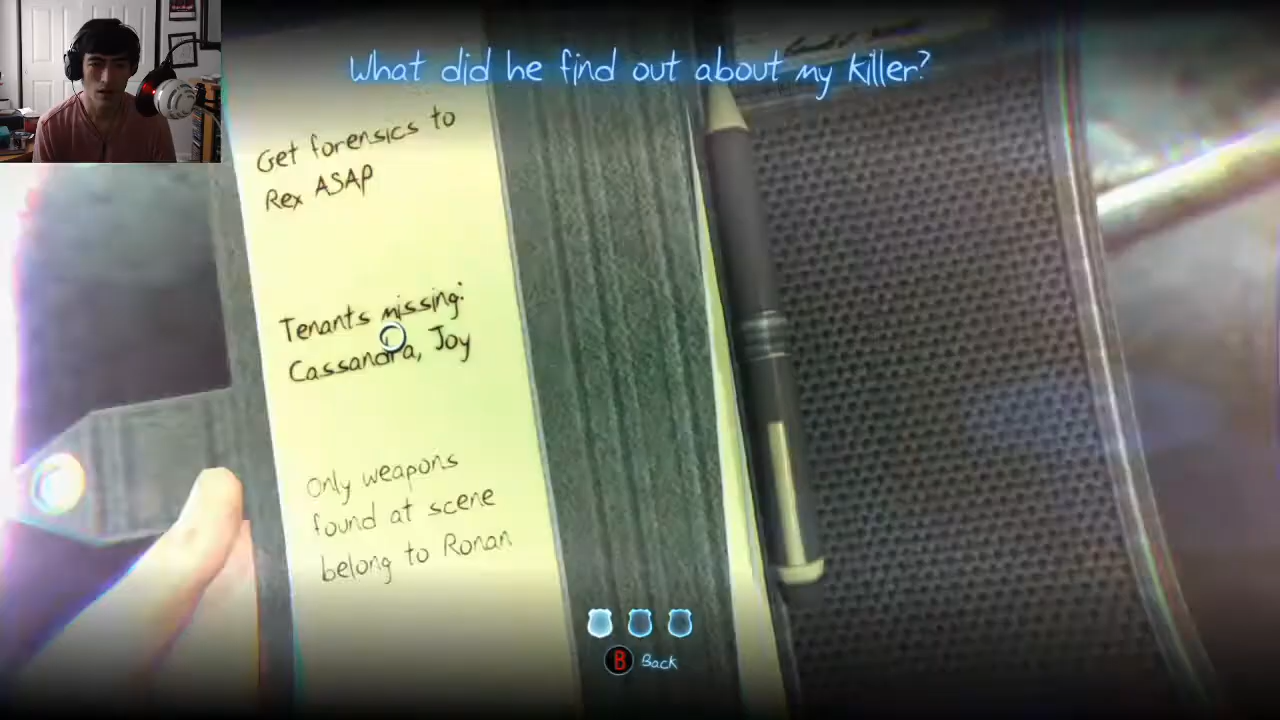 What did he find out about my killer?
Get forensics to
Rex ASAP
Tenants missing:
Cassandra, Joy
Only weapons
found at scene
belong to Ronan
B Back